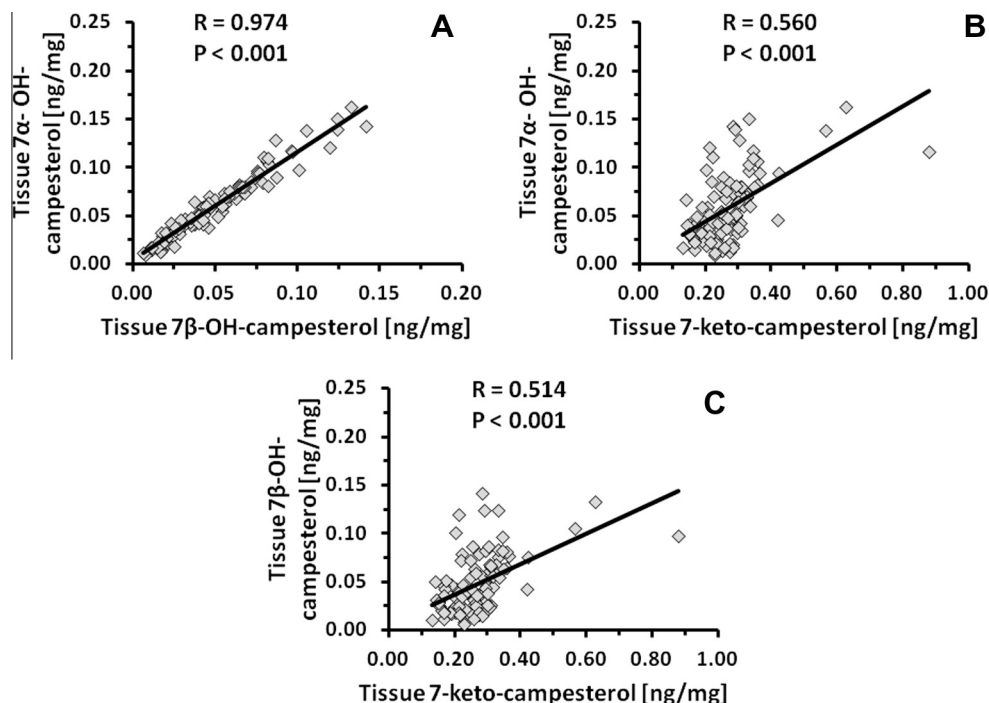 A
R = 0.974
P < 0.001
Tissue 7α- OH-
campesterol [ng/mg]
0.25
0.20
0.15
0.10
0.05
0.00
0.00 0.05 0.10 0.15 0.20
Tissue 7β-OH-campesterol [ng/mg]
B
R = 0.560
P < 0.001
Tissue 7α- OH-
campesterol [ng/mg]
0.25
0.20
0.15
0.10
0.05
0.00
0.00 0.20 0.40 0.60 0.80 1.00
Tissue 7-keto-campesterol [ng/mg]
C
R = 0.514
P < 0.001
Tissue 7β-OH-
campesterol [ng/mg]
0.25
0.20
0.15
0.10
0.05
0.00
0.00 0.20 0.40 0.60 0.80 1.00
Tissue 7-keto-campesterol [ng/mg]